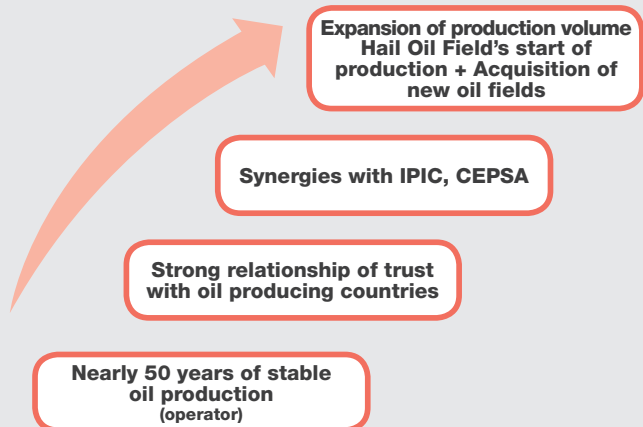 Expansion of production volume
Hail Oil Field's start of
production + Acquisition of
new oil fields
Synergies with IPIC, CEPSA
Strong relationship of trust
with oil producing countries
Nearly 50 years of stable
oil production
(operator)